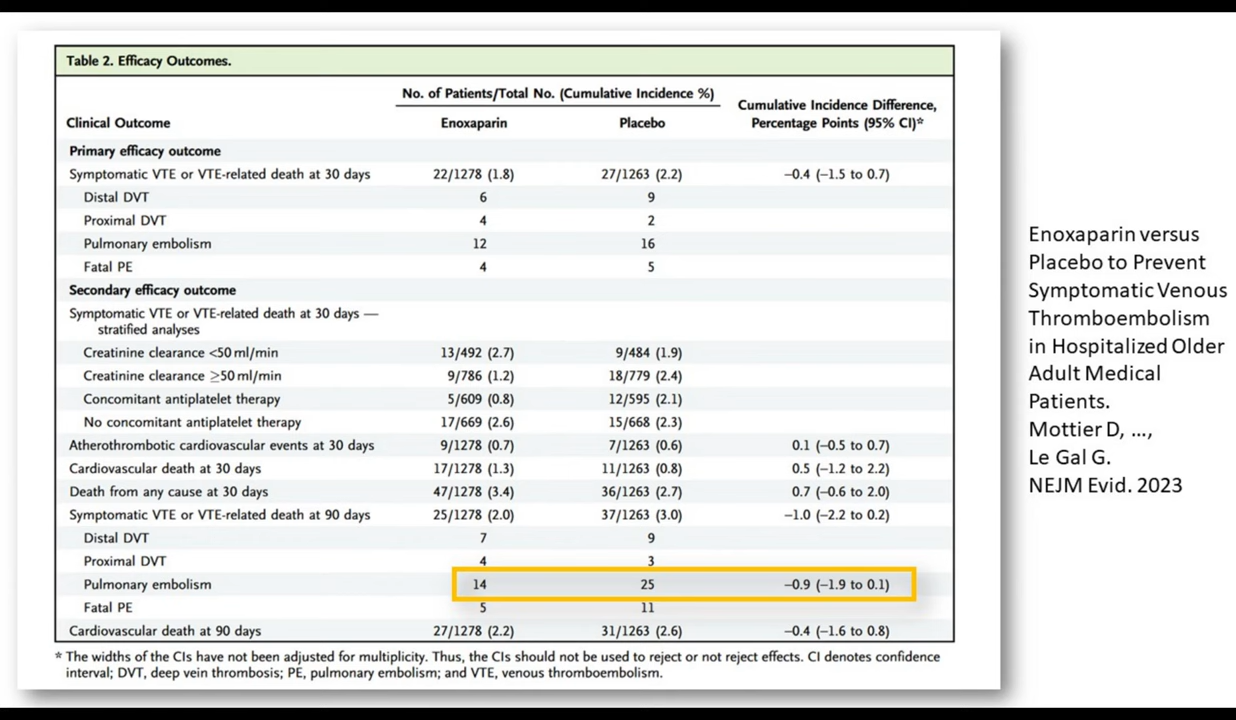 Table 2. Efficacy Outcomes.
No. of Patients/Total No. (Cumulative Incidence %)
Cumulative Incidence Difference,
Percentage Points (95% CI)*
Clinical Outcome Enoxaparin Placebo
Primary efficacy outcome
Symptomatic VTE or VTE-related death at 30 days 22/1278 (1.8) 27/1263 (2.2) −0.4 (−1.5 to 0.7)
Distal DVT 6 9
Proximal DVT 4 2
Pulmonary embolism 12 16
Fatal PE 4 5
Secondary efficacy outcome
Symptomatic VTE or VTE-related death at 30 days —
stratified analyses
Creatinine clearance <50 ml/min 13/492 (2.7) 9/484 (1.9)
Creatinine clearance ≥50 ml/min 9/786 (1.2) 18/779 (2.4)
Concomitant antiplatelet therapy 5/609 (0.8) 12/595 (2.1)
No concomitant antiplatelet therapy 17/669 (2.6) 15/668 (2.3)
Atherothrombotic cardiovascular events at 30 days 9/1278 (0.7) 7/1263 (0.6) 0.1 (−0.5 to 0.7)
Cardiovascular death at 30 days 17/1278 (1.3) 11/1263 (0.8) 0.5 (−1.2 to 2.2)
Death from any cause at 30 days 47/1278 (3.4) 36/1263 (2.7) 0.7 (−0.6 to 2.0)
Symptomatic VTE or VTE-related death at 90 days 25/1278 (2.0) 37/1263 (3.0) −1.0 (−2.2 to 0.2)
Distal DVT 7 9
Proximal DVT 4 3
Pulmonary embolism 14 25 −0.9 (−1.9 to 0.1)
Fatal PE 5 11
Cardiovascular death at 90 days 27/1278 (2.2) 31/1263 (2.6) −0.4 (−1.6 to 0.8)
* The widths of the CIs have not been adjusted for multiplicity. Thus, the CIs should not be used to reject or not reject effects. CI denotes confidence
interval; DVT, deep vein thrombosis; PE, pulmonary embolism; and VTE, venous thromboembolism.
Enoxaparin versus
Placebo to Prevent
Symptomatic Venous
Thromboembolism
in Hospitalized Older
Adult Medical
Patients.
Mottier D, ...,
Le Gal G.
NEJM Evid. 2023